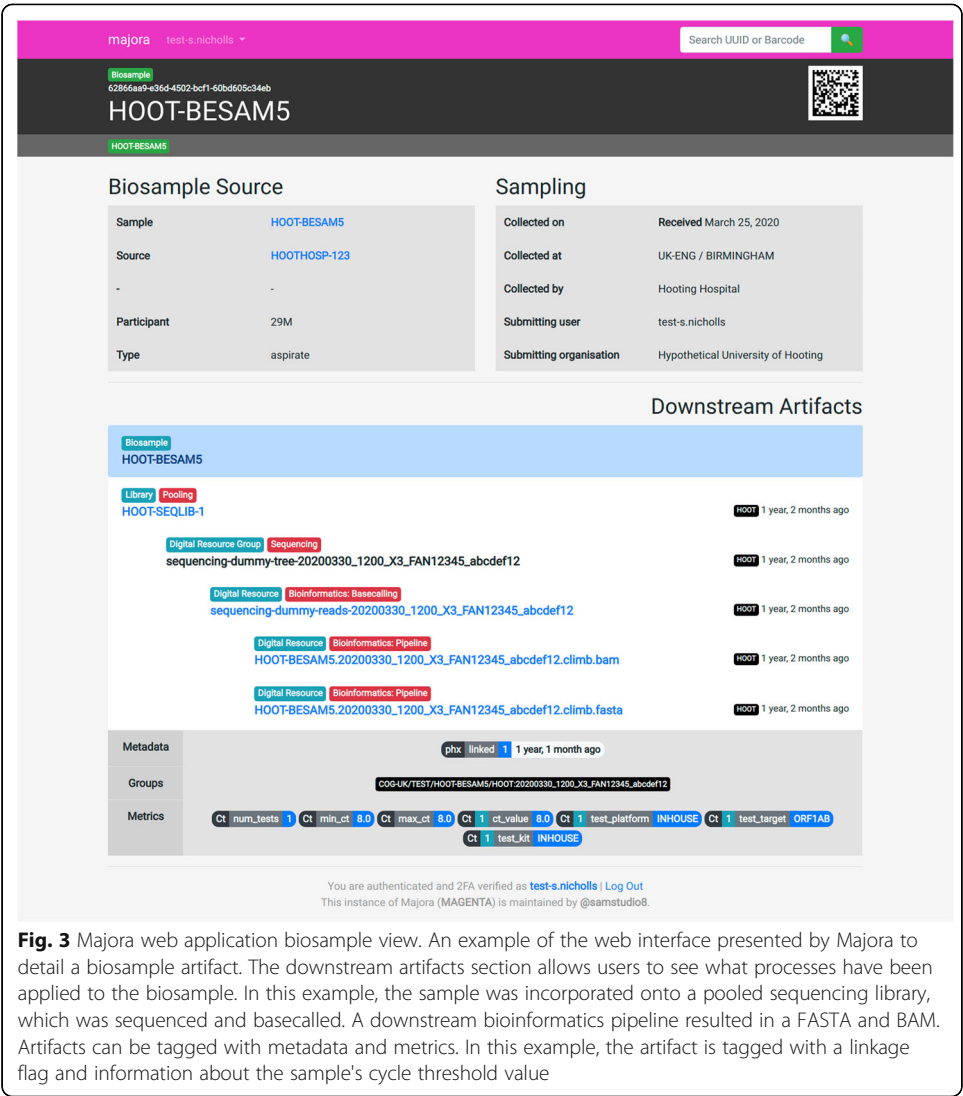 majora test-s.nicholls
Search UUID or Barcode
Biosample
62866aa9-e36d-4502-bcf1-60bd605c34eb
HOOT-BESAM5
HOOT-BESAM5
Biosample Source
Sample HOOT-BESAM5
Source HOOTHOSP-123
- -
Participant 29M
Type aspirate
Sampling
Collected on Received March 25, 2020
Collected at UK-ENG / BIRMINGHAM
Collected by Hooting Hospital
Submitting user test-s.nicholls
Submitting organisation Hypothetical University of Hooting
Downstream Artifacts
Biosample
HOOT-BESAM5
Library Pooling
HOOT-SEQLIB-1 HOOT 1 year, 2 months ago
Digital Resource Group Sequencing
sequencing-dummy-tree-20200330_1200_X3_FAN12345_abcdef12 HOOT 1 year, 2 months ago
Digital Resource Bioinformatics: Basecalling
sequencing-dummy-reads-20200330_1200_X3_FAN12345_abcdef12 HOOT 1 year, 2 months ago
Digital Resource Bioinformatics: Pipeline
HOOT-BESAM5.20200330_1200_X3_FAN12345_abcdef12.climb.bam HOOT 1 year, 2 months ago
Digital Resource Bioinformatics: Pipeline
HOOT-BESAM5.20200330_1200_X3_FAN12345_abcdef12.climb.fasta HOOT 1 year, 2 months ago
Metadata phx linked 1 1 year, 1 month ago
Groups COG-UK/TEST/HOOT-BESAM5/HOOT:20200330_1200_X3_FAN12345_abcdef12
Metrics Ct num_tests 1 Ct min_ct 8.0 Ct max_ct 8.0 Ct 1 ct_value 8.0 Ct 1 test_platform INHOUSE Ct 1 test_target ORF1AB
Ct 1 test_kit INHOUSE
You are authenticated and 2FA verified as test-s.nicholls | Log Out
This instance of Majora (MAGENTA) is maintained by @samstudio8.
Fig. 3 Majora web application biosample view. An example of the web interface presented by Majora to
detail a biosample artifact. The downstream artifacts section allows users to see what processes have been
applied to the biosample. In this example, the sample was incorporated onto a pooled sequencing library,
which was sequenced and basecalled. A downstream bioinformatics pipeline resulted in a FASTA and BAM.
Artifacts can be tagged with metadata and metrics. In this example, the artifact is tagged with a linkage
flag and information about the sample's cycle threshold value